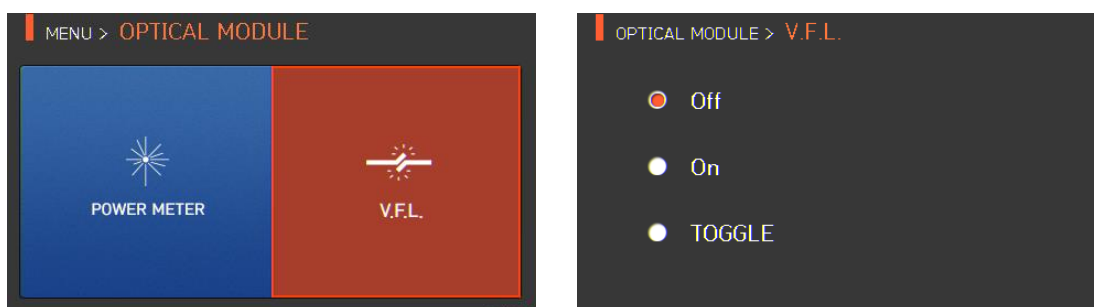 MENU > OPTICAL MODULE
POWER METER
V.F.L.
OPTICAL MODULE > V.F.L.
Off
On
TOGGLE